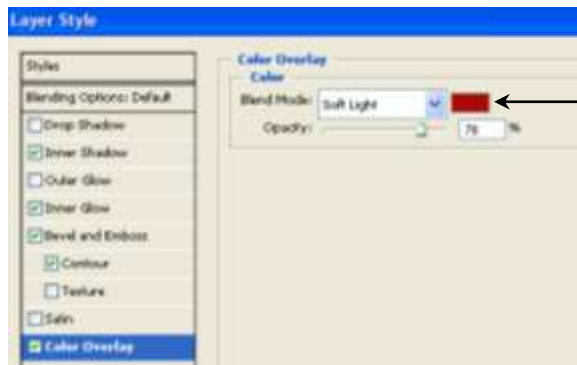 Layer Style
Styles
Blending Options: Default
Drop Shadow
Inner Shadow
Outer Glow
Inner Glow
Bevel and Emboss
Contour
Texture
Satin
Color Overlay
Color Overlay
Color
Blend Mode: Soft Light
Opacity: 78 %